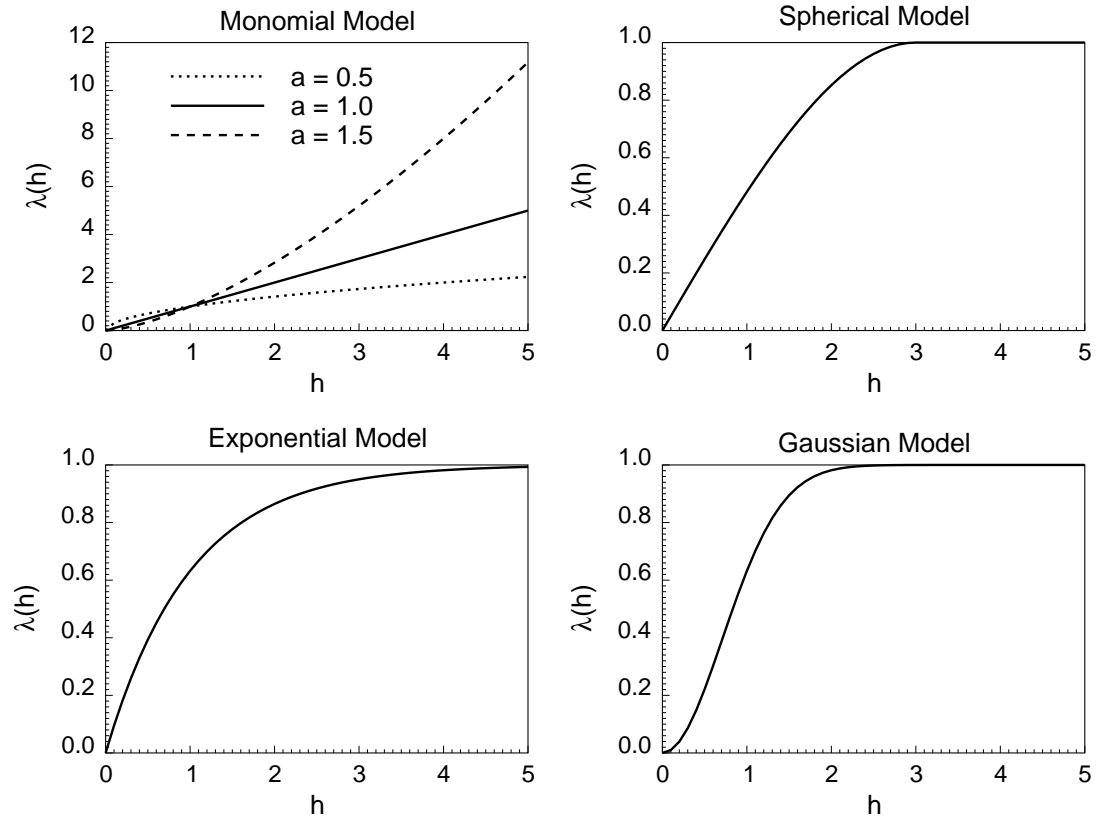 Monomial Model
12
10
8
6
4
2
0
λ(h)
a = 0.5
a = 1.0
a = 1.5
0 1 2 3 4 5
h
Spherical Model
1.0
0.8
0.6
0.4
0.2
0.0
λ(h)
0 1 2 3 4 5
h
Exponential Model
1.0
0.8
0.6
0.4
0.2
0.0
λ(h)
0 1 2 3 4 5
h
Gaussian Model
1.0
0.8
0.6
0.4
0.2
0.0
λ(h)
0 1 2 3 4 5
h